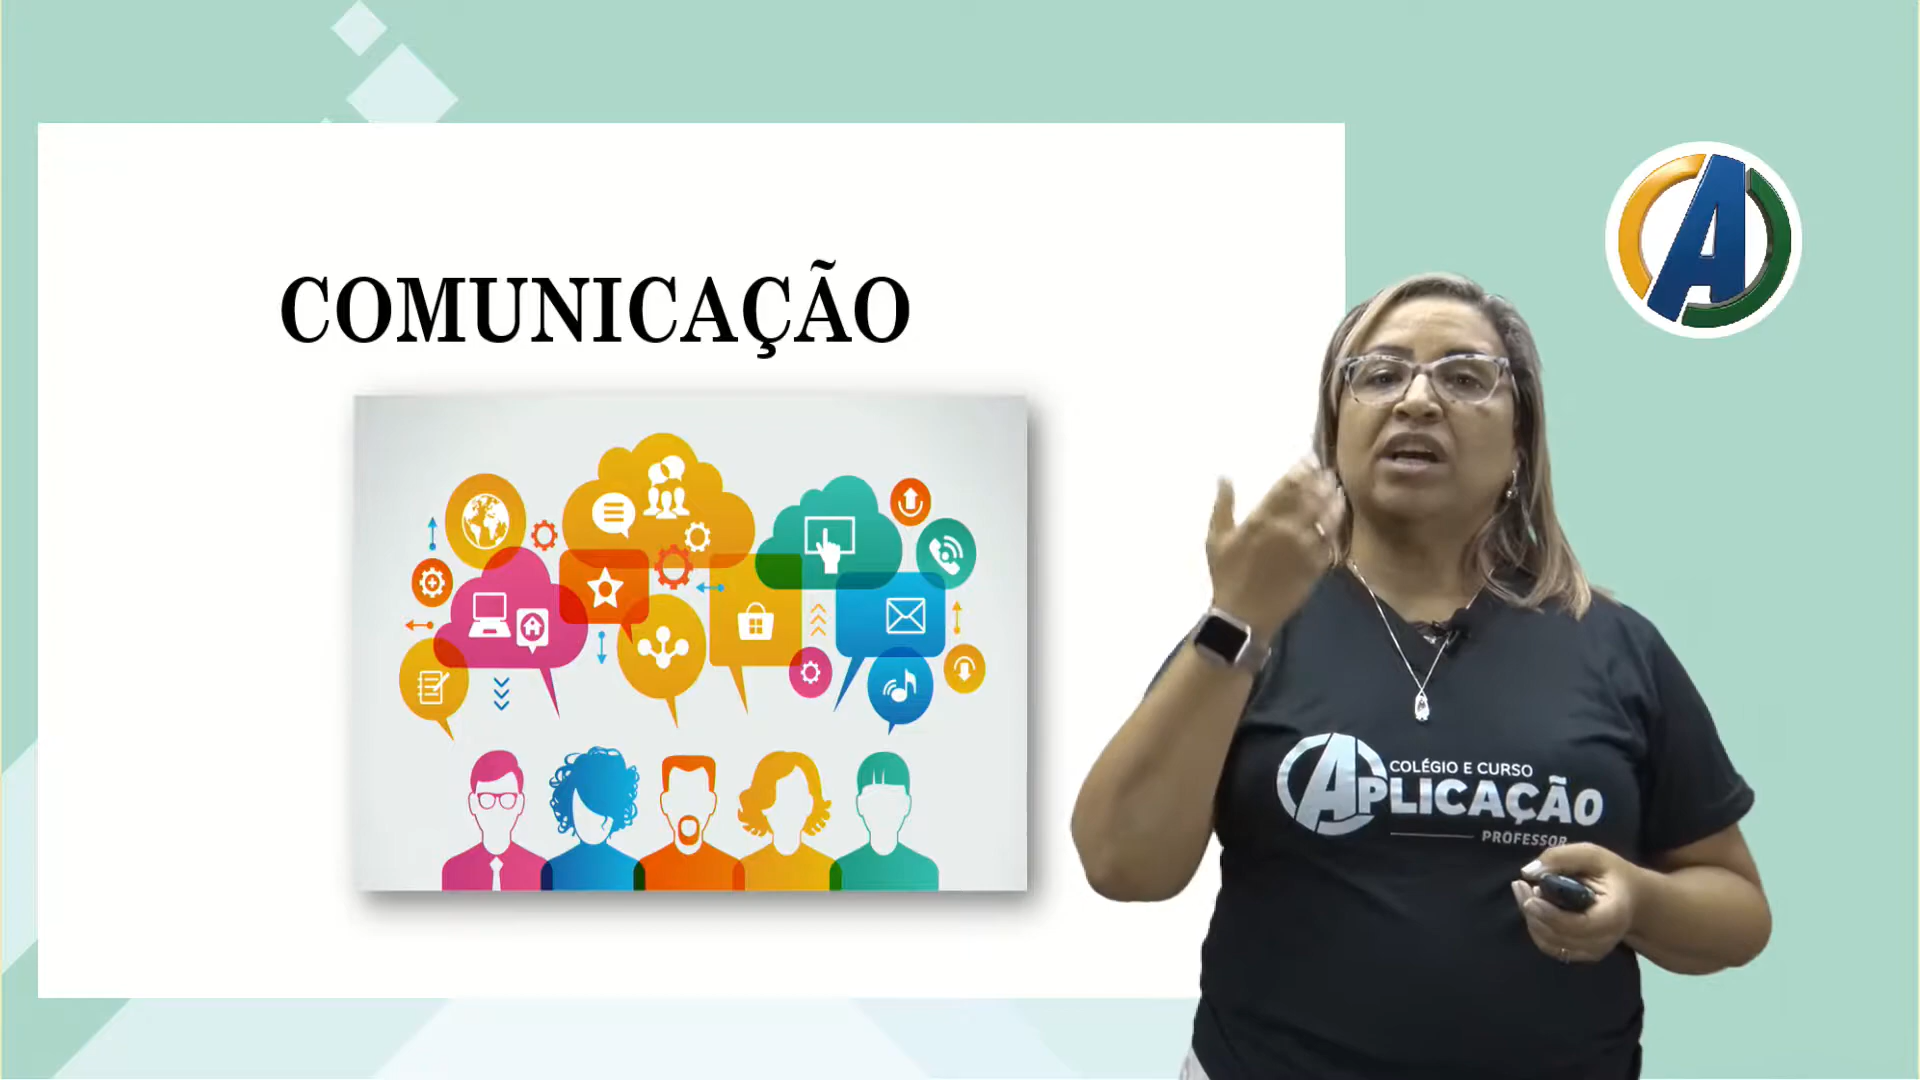 COMUNICAÇÃO
A
COLÉGIO E CURSO
APLICAÇÃO
PROFESSOR